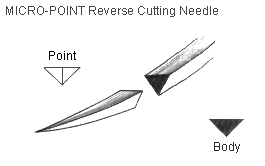 MICRO-POINT Reverse Cutting Needle
Point
Body